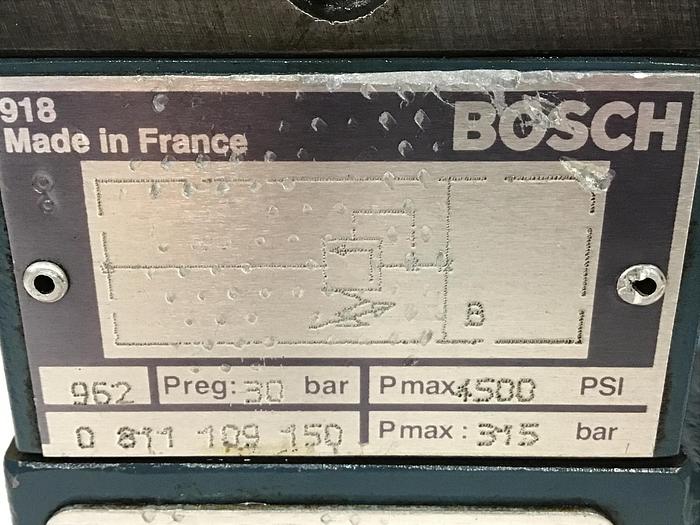 918
Made in France
BOSCH
B
962 Preg: 30 bar Pmax: 4500 PSI
0 811 109 150 Pmax: 315 bar